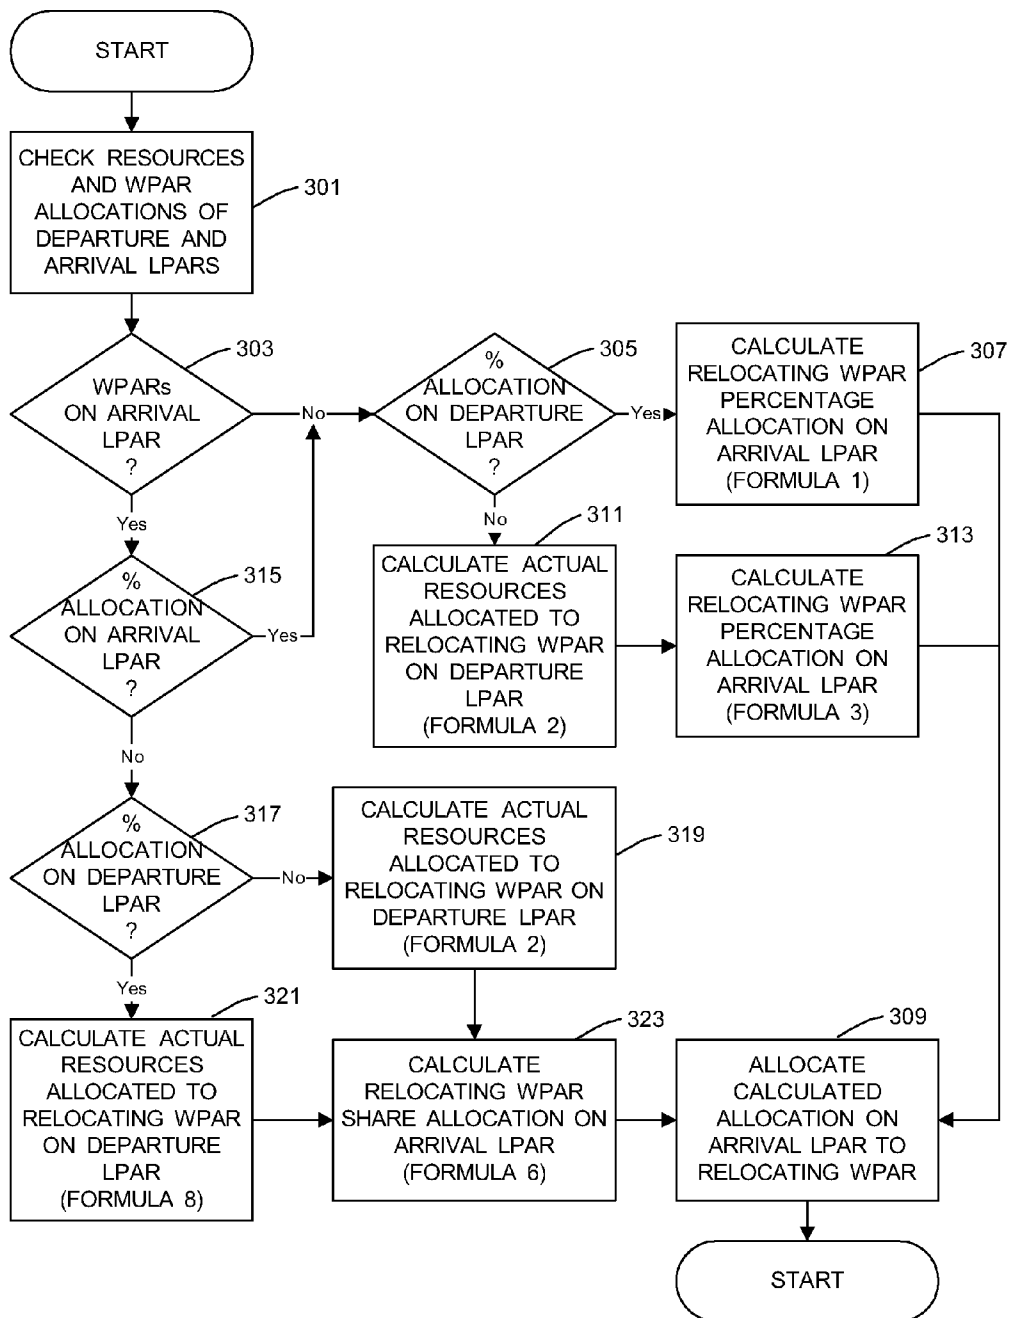 START
CHECK RESOURCES
AND WPAR
ALLOCATIONS OF
DEPARTURE AND
ARRIVAL LPARS
301
WPARs
ON ARRIVAL
LPAR
?
303
No
Yes
%
ALLOCATION
ON DEPARTURE
LPAR
?
305
Yes
No
CALCULATE
RELOCATING WPAR
PERCENTAGE
ALLOCATION ON
ARRIVAL LPAR
(FORMULA 1)
307
%
ALLOCATION
ON ARRIVAL
LPAR
?
315
Yes
No
CALCULATE ACTUAL
RESOURCES
ALLOCATED TO
RELOCATING WPAR
ON DEPARTURE
LPAR
(FORMULA 2)
311
CALCULATE
RELOCATING WPAR
PERCENTAGE
ALLOCATION ON
ARRIVAL LPAR
(FORMULA 3)
313
%
ALLOCATION
ON DEPARTURE
LPAR
?
317
No
Yes
CALCULATE ACTUAL
RESOURCES
ALLOCATED TO
RELOCATING WPAR ON
DEPARTURE LPAR
(FORMULA 2)
319
CALCULATE ACTUAL
RESOURCES
ALLOCATED TO
RELOCATING WPAR
ON DEPARTURE
LPAR
(FORMULA 8)
321
CALCULATE
RELOCATING WPAR
SHARE ALLOCATION ON
ARRIVAL LPAR
(FORMULA 6)
323
ALLOCATE
CALCULATED
ALLOCATION ON
ARRIVAL LPAR TO
RELOCATING WPAR
309
START